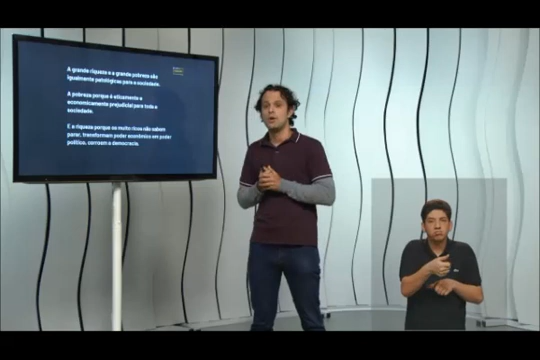 A grande riqueza e a grande pobreza são
igualmente patológicas para a sociedade.
A pobreza porque é eticamente e
economicamente prejudicial para toda a
sociedade.
E a riqueza porque os muito ricos não sabem
parar, transformam poder econômico em poder
político, corroem a democracia.